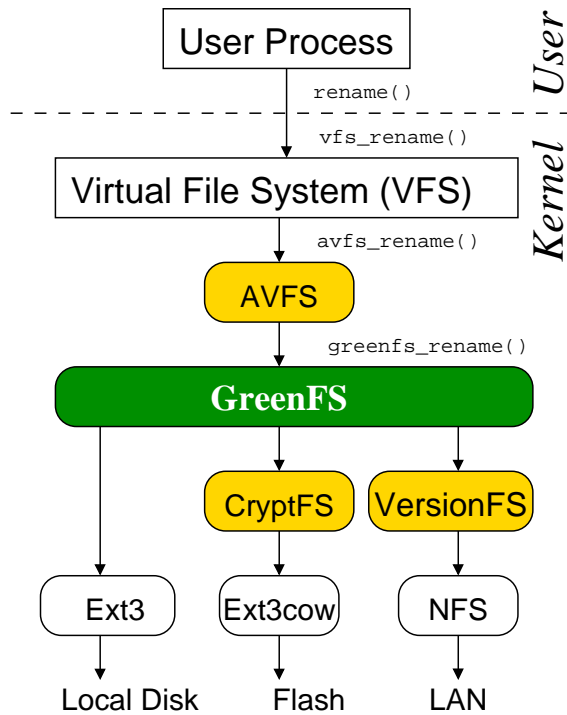 User Process
User
rename()
vfs_rename()
Kernel
Virtual File System (VFS)
avfs_rename()
AVFS
greenfs_rename()
GreenFS
CryptFS
VersionFS
Ext3
Ext3cow
NFS
Local Disk
Flash
LAN